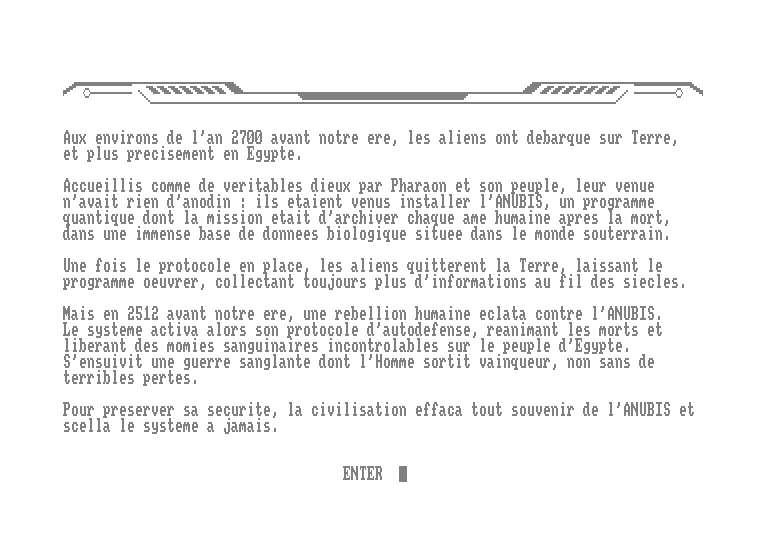 Aux environs de l'an 2700 avant notre ere, les aliens ont debarque sur Terre,
et plus precisement en Egypte.
Accueillis comme de veritables dieux par Pharaon et son peuple, leur venue
n'avait rien d'anodin : ils etaient venus installer l'ANUBIS, un programme
quantique dont la mission etait d'archiver chaque ame humaine apres la mort,
dans une immense base de donnees biologique situee dans le monde souterrain.
Une fois le protocole en place, les aliens quitterent la Terre, laissant le
programme oeuvrer, collectant toujours plus d'informations au fil des siecles.
Mais en 2512 avant notre ere, une rebellion humaine eclata contre l'ANUBIS.
Le systeme activa alors son protocole d'autodefense, reanimant les morts et
liberant des momies sanguinaires incontrolables sur le peuple d'Egypte.
S'ensuivit une guerre sanglante dont l'Homme sortit vainqueur, non sans de
terribles pertes.
Pour preserver sa securite, la civilisation effaca tout souvenir de l'ANUBIS et
scella le systeme a jamais.
ENTER